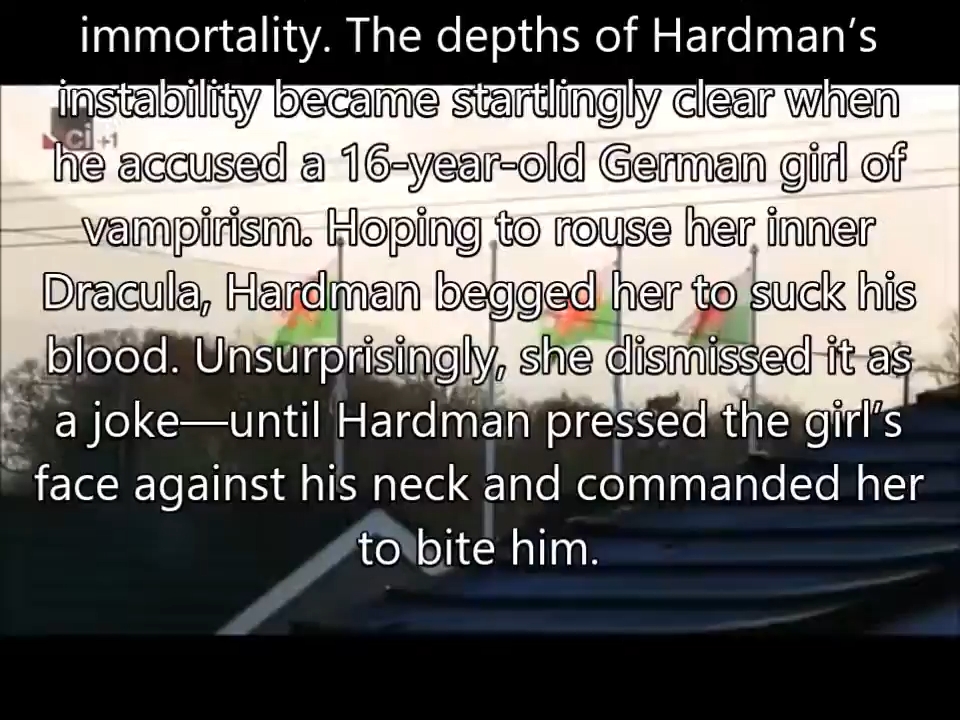 immortality. The depths of Hardman’s
instability became startlingly clear when
ci +1
he accused a 16-year-old German girl of
vampirism. Hoping to rouse her inner
Dracula, Hardman begged her to suck his
blood. Unsurprisingly, she dismissed it as
a joke—until Hardman pressed the girl’s
face against his neck and commanded her
to bite him.